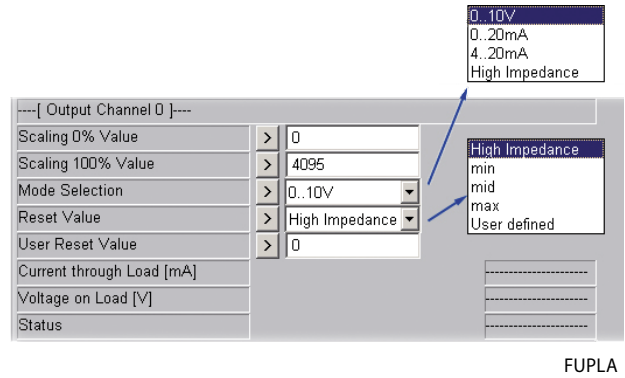 0..10V
0..20mA
4..20mA
High Impedance
----[ Output Channel 0 ]----
Scaling 0% Value > 0
Scaling 100% Value > 4095
Mode Selection > 0..10V
Reset Value > High Impedance
User Reset Value > 0
High Impedance
min
mid
max
User defined
Current through Load [mA] ----------------------
Voltage on Load [V] ----------------------
Status ----------------------
FUPLA